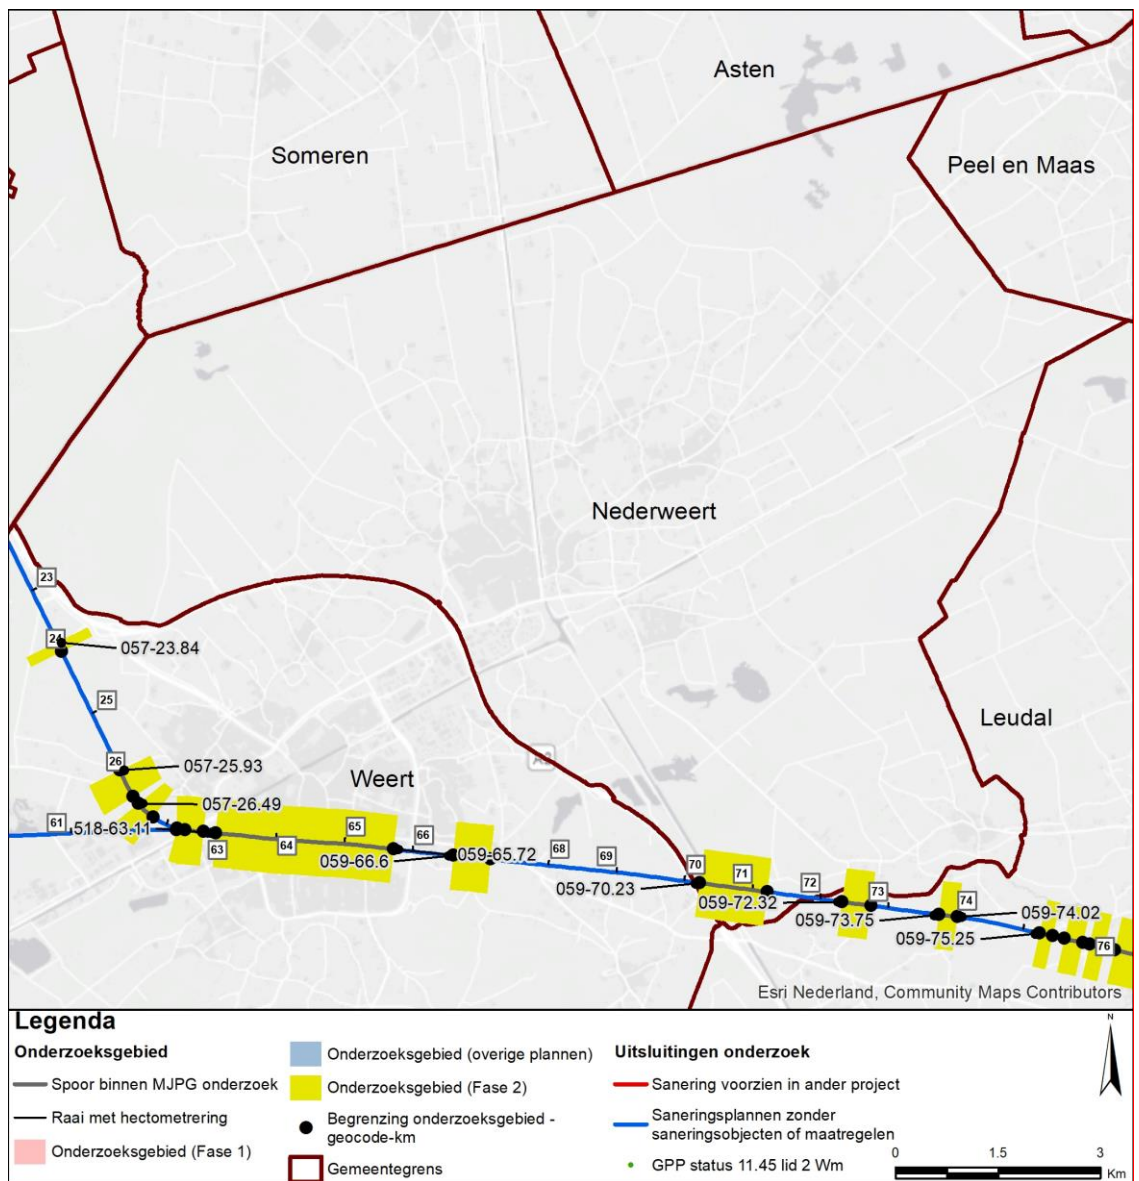 Asten
Someren
Peel en Maas
Nederweert
23
24
057-23.84
25
Leudal
26
057-25.93
A2
Weert
057-26.49
61
518-63.11
63
64
65
66
059-66.6
059-65.72
68
69
059-70.23
70
71
72
059-72.32
73
059-73.75
74
059-74.02
059-75.25
76
Esri Nederland, Community Maps Contributors
Legenda
Onderzoeksgebied
Spoor binnen MJPG onderzoek
Raai met hectometrering
Onderzoeksgebied (Fase 1)
Onderzoeksgebied (overige plannen)
Onderzoeksgebied (Fase 2)
Begrenzing onderzoeksgebied -
geocode-km
Gemeentegrens
Uitsluitingen onderzoek
Sanering voorzien in ander project
Saneringsplannen zonder
saneringsobjecten of maatregelen
GPP status 11.45 lid 2 Wm
N
0 1.5 3
Km